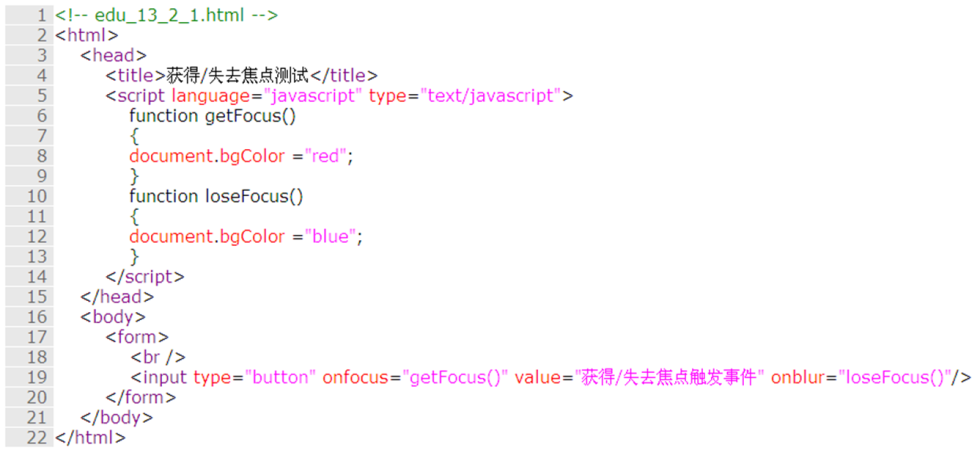 1 <!-- edu_13_2_1.html -->
2 <html>
3 <head>
4 <title>获得/失去焦点测试</title>
5 <script language="javascript" type="text/javascript">
6 function getFocus()
7 {
8 document.bgColor ="red";
9 }
10 function loseFocus()
11 {
12 document.bgColor ="blue";
13 }
14 </script>
15 </head>
16 <body>
17 <form>
18 <br />
19 <input type="button" onfocus="getFocus()" value="获得/失去焦点触发事件" onblur="loseFocus()"/>
20 </form>
21 </body>
22 </html>